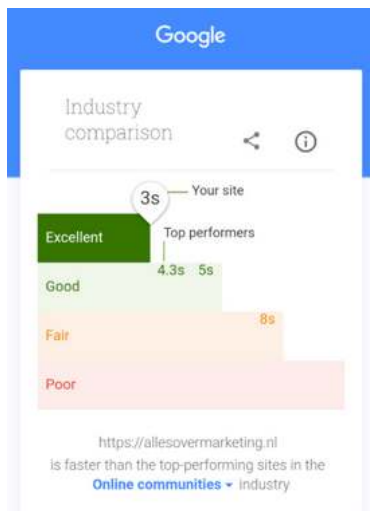 Google
Industry
comparison
3s
Your site
Excellent
Top performers
4.3s 5s
Good
8s
Fair
Poor
https://allesovermarketing.nl
is faster than the top-performing sites in the
Online communities industry